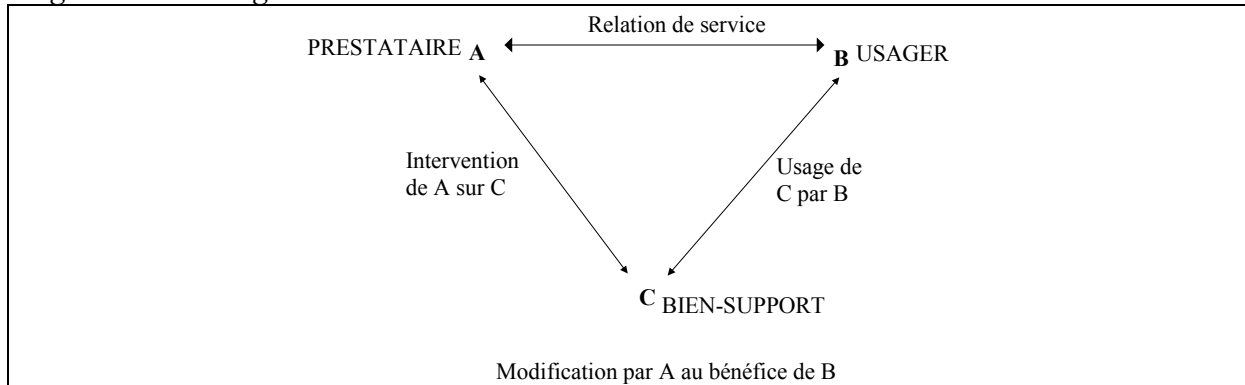 Relation de service
PRESTATAIRE A
B USAGER
Intervention
de A sur C
Usage de
C par B
C BIEN-SUPPORT
Modification par A au bénéfice de B